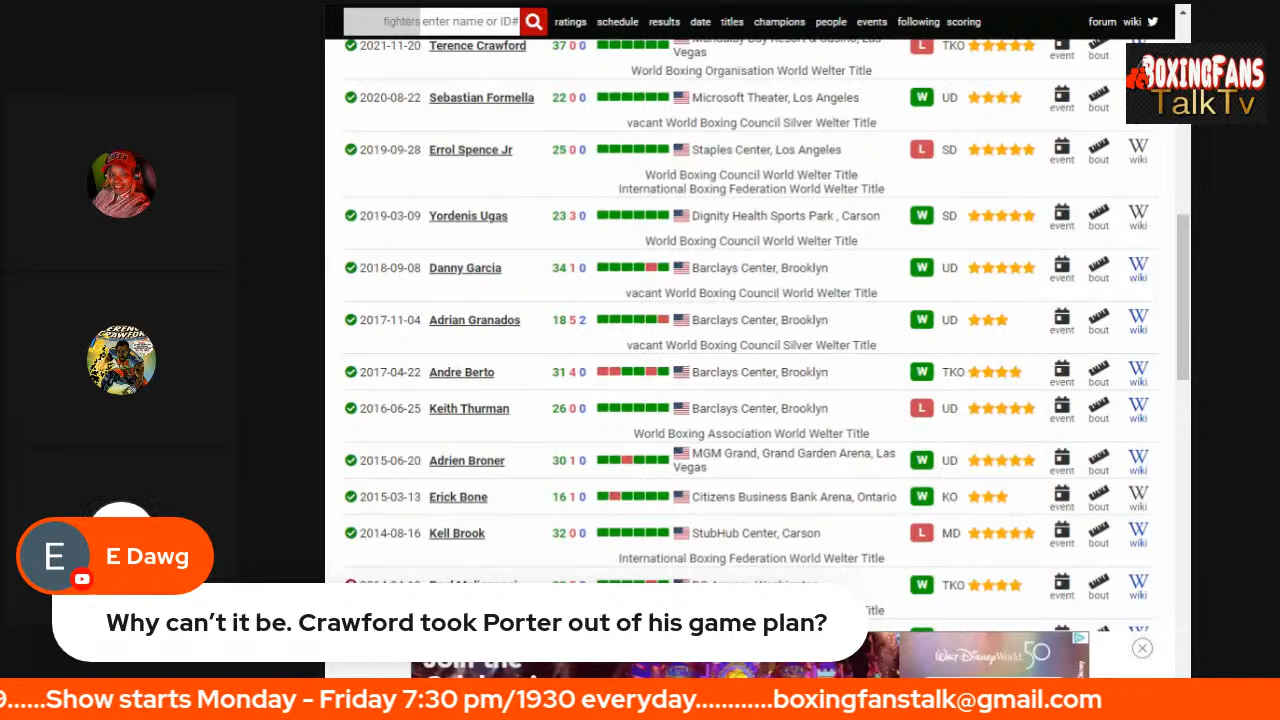 fighters enter name or ID# ratings schedule results date titles champions people events following scoring forum wiki
2021-11-20 Terence Crawford 37 0 0 Mandalay Bay Resort & Casino, Las Vegas L TKO event bout wiki
World Boxing Organisation World Welter Title
2020-08-22 Sebastian Formella 22 0 0 Microsoft Theater, Los Angeles W UD event bout
vacant World Boxing Council Silver Welter Title
2019-09-28 Errol Spence Jr 25 0 0 Staples Center, Los Angeles L SD event bout W wiki
World Boxing Council World Welter Title
International Boxing Federation World Welter Title
2019-03-09 Yordenis Ugas 23 3 0 Dignity Health Sports Park , Carson W SD event bout W wiki
World Boxing Council World Welter Title
2018-09-08 Danny Garcia 34 1 0 Barclays Center, Brooklyn W UD event bout W wiki
vacant World Boxing Council World Welter Title
2017-11-04 Adrian Granados 18 5 2 Barclays Center, Brooklyn W UD event bout W wiki
vacant World Boxing Council Silver Welter Title
2017-04-22 Andre Berto 31 4 0 Barclays Center, Brooklyn W TKO event bout W wiki
2016-06-25 Keith Thurman 26 0 0 Barclays Center, Brooklyn L UD event bout W wiki
World Boxing Association World Welter Title
2015-06-20 Adrien Broner 30 1 0 MGM Grand, Grand Garden Arena, Las Vegas W UD event bout W wiki
2015-03-13 Erick Bone 16 1 0 Citizens Business Bank Arena, Ontario W KO event bout W wiki
2014-08-16 Kell Brook 32 0 0 StubHub Center, Carson L MD event bout W wiki
International Boxing Federation World Welter Title
W TKO event bout W wiki
BOXINGFANS
TalkTv
E E Dawg
Why can't it be. Crawford took Porter out of his game plan?
Join the
Walt Disney World 50
9......Show starts Monday - Friday 7:30 pm/1930 everyday............boxingfanstalk@gmail.com